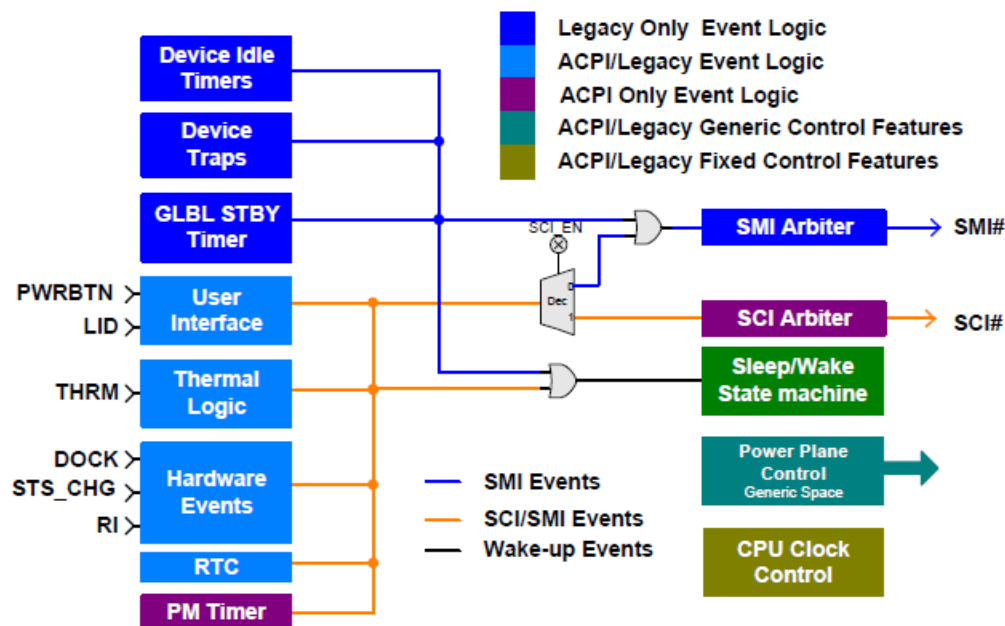 Legacy Only Event Logic
ACPI/Legacy Event Logic
ACPI Only Event Logic
ACPI/Legacy Generic Control Features
ACPI/Legacy Fixed Control Features
Device Idle
Timers
Device
Traps
GLBL STBY
Timer
SCI_EN
SMI Arbiter
SMI#
PWRBTN
LID
User
Interface
Dec
0
1
SCI Arbiter
SCI#
THRM
Thermal
Logic
Sleep/Wake
State machine
DOCK
STS_CHG
RI
Hardware
Events
Power Plane
Control
Generic Space
SMI Events
SCI/SMI Events
Wake-up Events
RTC
PM Timer
CPU Clock
Control